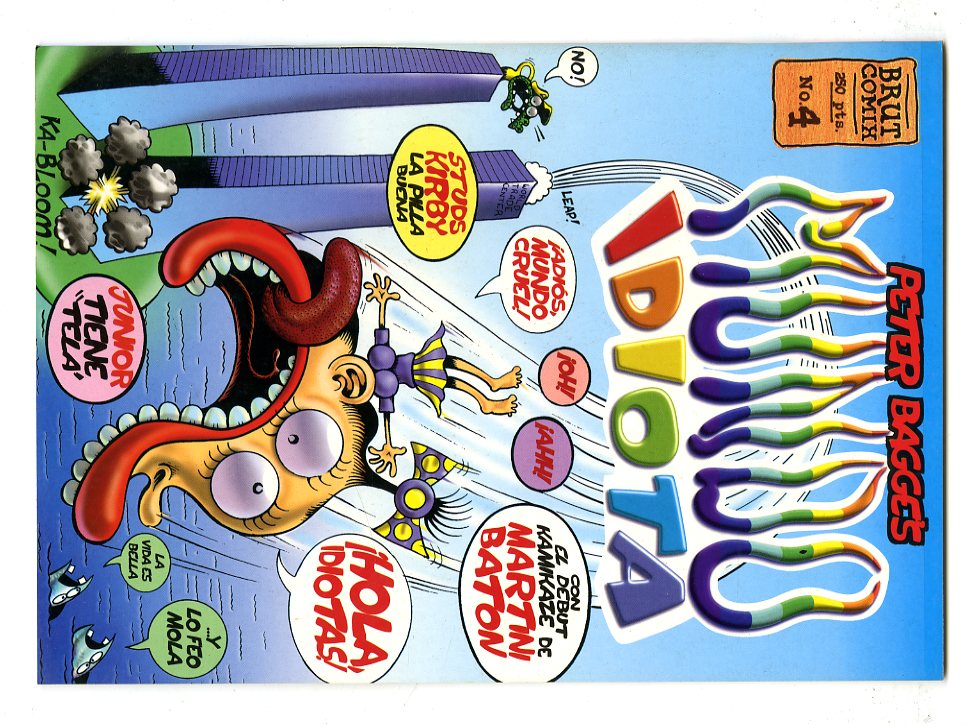 BRUT
COMIX
250 pts.
No.4
PETER BAGGE'S
MUNDO
IDIOTA
NO!
LEAP!
WORLD
TRADE
CENTER
¡ADIÓS,
MUNDO
CRUEL!
¡OH!
¡AHH!
CON
EL DEBUT
KAMIKAZE DE
MARTINI
BATON
STUDS
KIRBY
LA PILLA
BUENA
¡HOLA,
IDIOTAS!
...Y
LO FEO
MOLA
LA
VIDA ES
BELLA
JUNIOR
TIENE
"TELA"
KA-BLOOM!